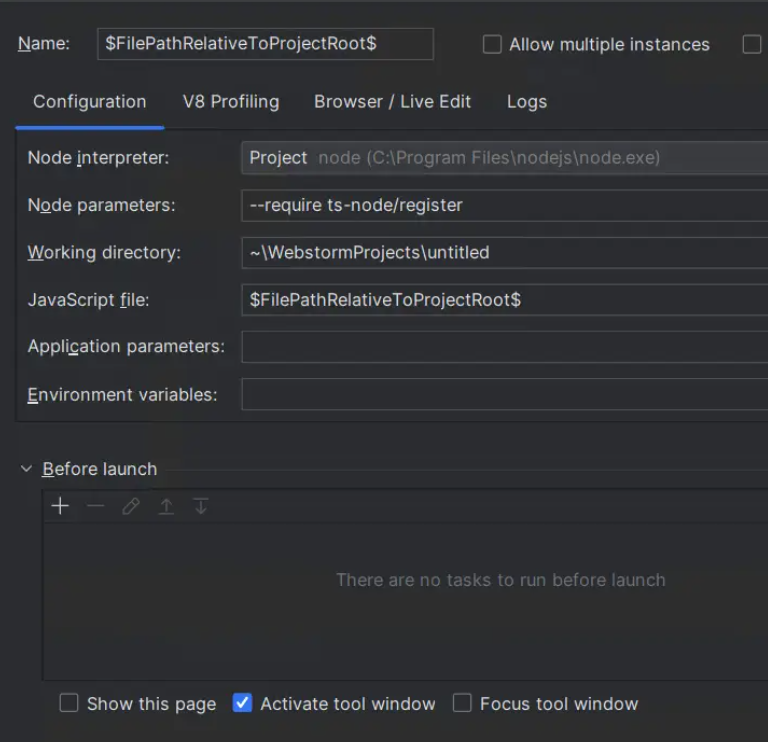 Name: $FilePathRelativeToProjectRoot$ Allow multiple instances
Configuration V8 Profiling Browser / Live Edit Logs
Node interpreter: Project node (C:\Program Files\nodejs\node.exe)
Node parameters: --require ts-node/register
Working directory: ~\WebstormProjects\untitled
JavaScript file: $FilePathRelativeToProjectRoot$
Application parameters:
Environment variables:
Before launch
There are no tasks to run before launch
Show this page Activate tool window Focus tool window